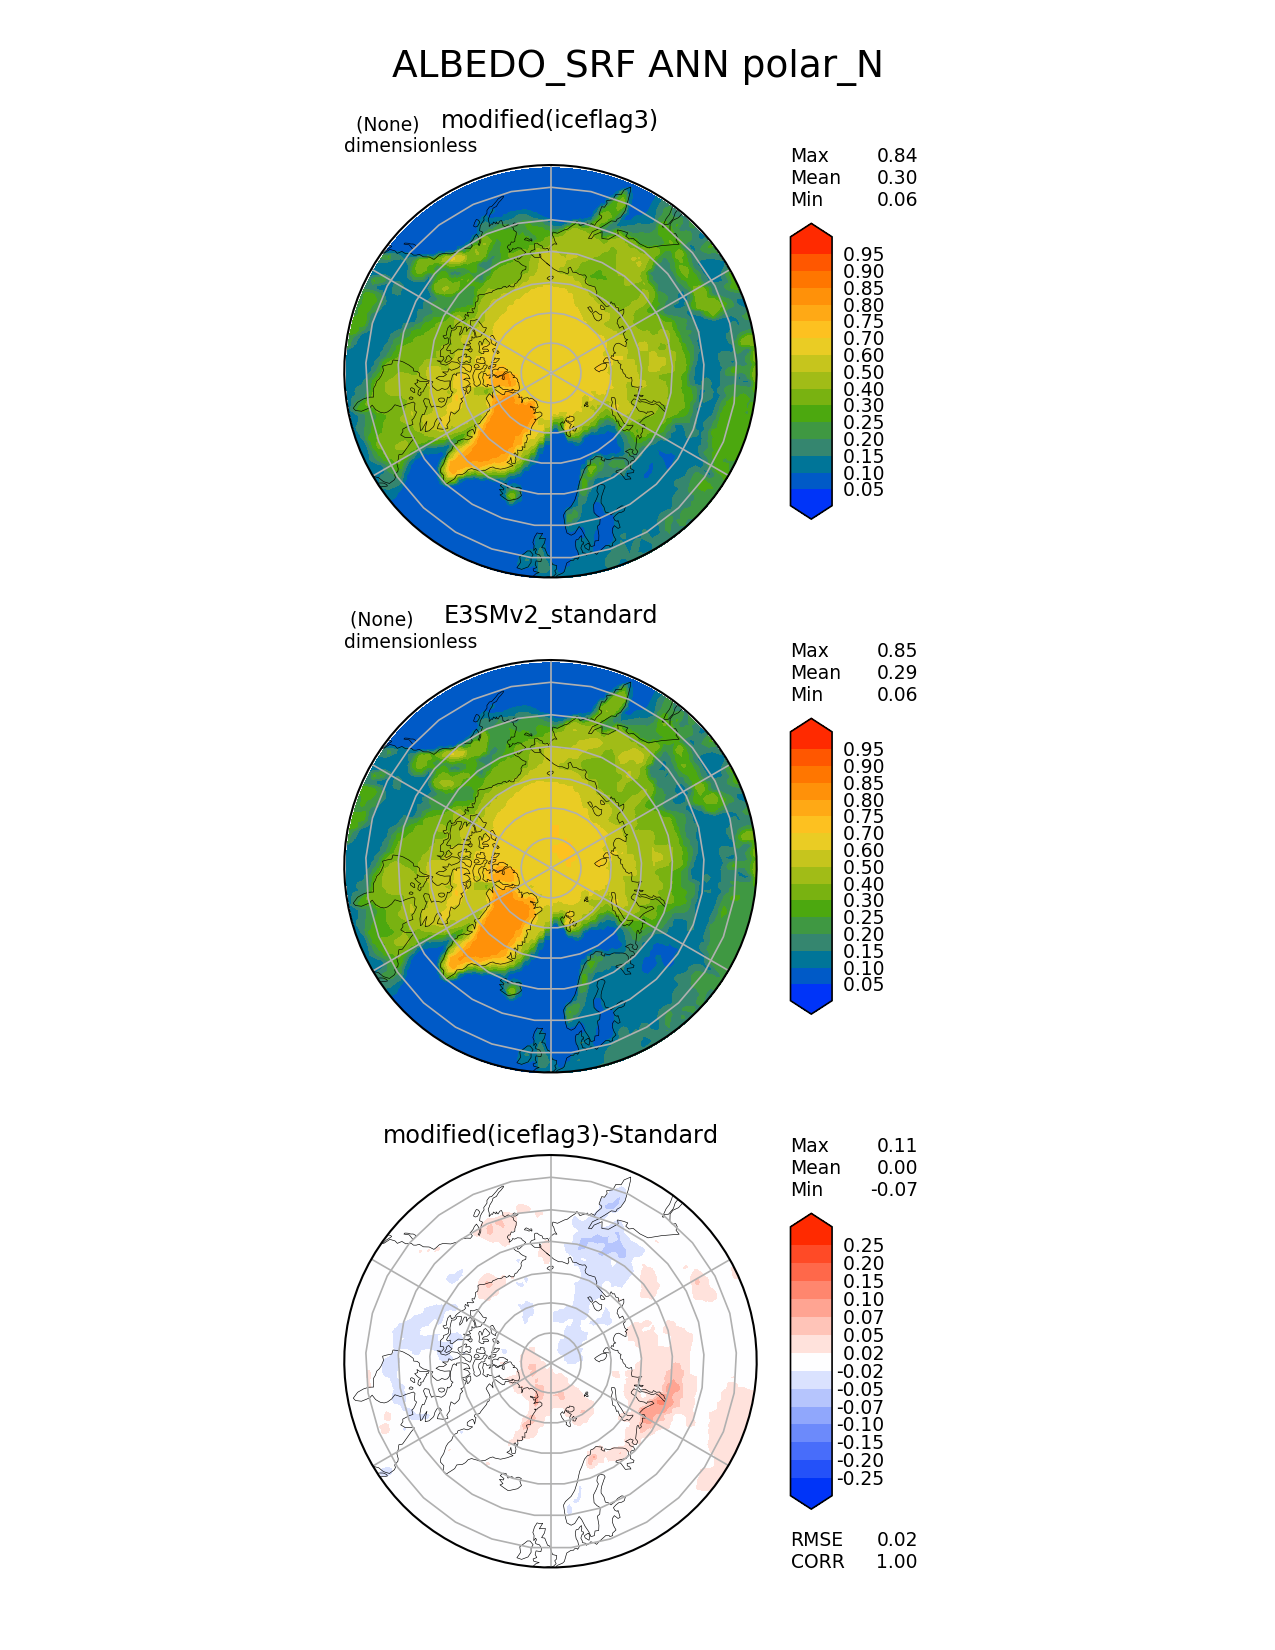 ALBEDO_SRF ANN polar_N
(None) modified(iceflag3)
dimensionless
Max 0.84
Mean 0.30
Min 0.06
0.95
0.90
0.85
0.80
0.75
0.70
0.60
0.50
0.40
0.30
0.25
0.20
0.15
0.10
0.05
(None) E3SMv2_standard
dimensionless
Max 0.85
Mean 0.29
Min 0.06
0.95
0.90
0.85
0.80
0.75
0.70
0.60
0.50
0.40
0.30
0.25
0.20
0.15
0.10
0.05
modified(iceflag3)-Standard
Max 0.11
Mean 0.00
Min -0.07
0.25
0.20
0.15
0.10
0.07
0.05
0.02
-0.02
-0.05
-0.07
-0.10
-0.15
-0.20
-0.25
RMSE 0.02
CORR 1.00